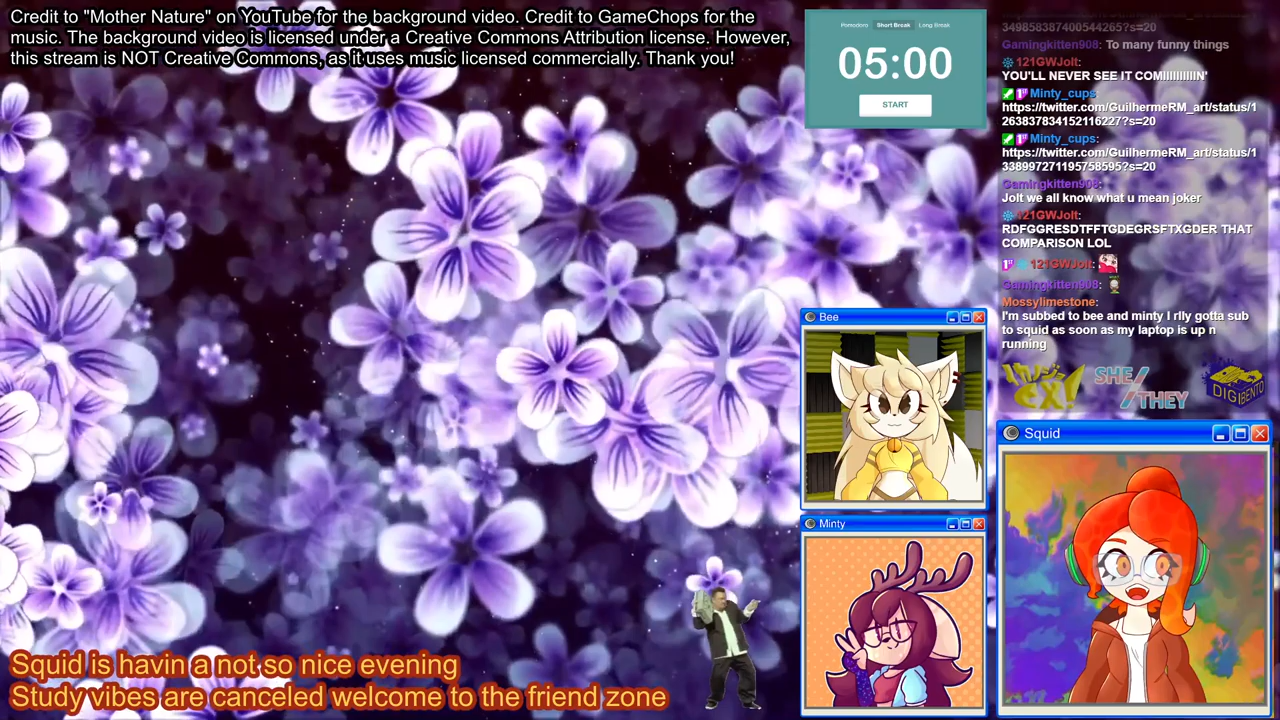 Credit to "Mother Nature" on YouTube for the background video. Credit to GameChops for the
music. The background video is licensed under a Creative Commons Attribution license. However,
this stream is NOT Creative Commons, as it uses music licensed commercially. Thank you!
Pomodoro Short Break Long Break
05:00
START
349858387400544265?s=20
Gamingkitten908: To many funny things
121GWJolt:
YOU'LL NEVER SEE IT COMIIIIIIIIIN'
Minty_cups:
https://twitter.com/GuilhermeRM_art/status/1
263837834152116227?s=20
Minty_cups:
https://twitter.com/GuilhermeRM_art/status/1
338997271195758595?s=20
Gamingkitten908:
Jolt we all know what u mean joker
121GWJolt:
RDFGGRESDTFFTGDEGRSFTXGDER THAT
COMPARISON LOL
121GWJolt:
Gamingkitten908:
Mossylimestone:
I'm subbed to bee and minty I rlly gotta sub
to squid as soon as my laptop is up n
running
SHE/
/THEY
DIGIBENTO
Bee
Squid
Minty
Squid is havin a not so nice evening
Study vibes are canceled welcome to the friend zone